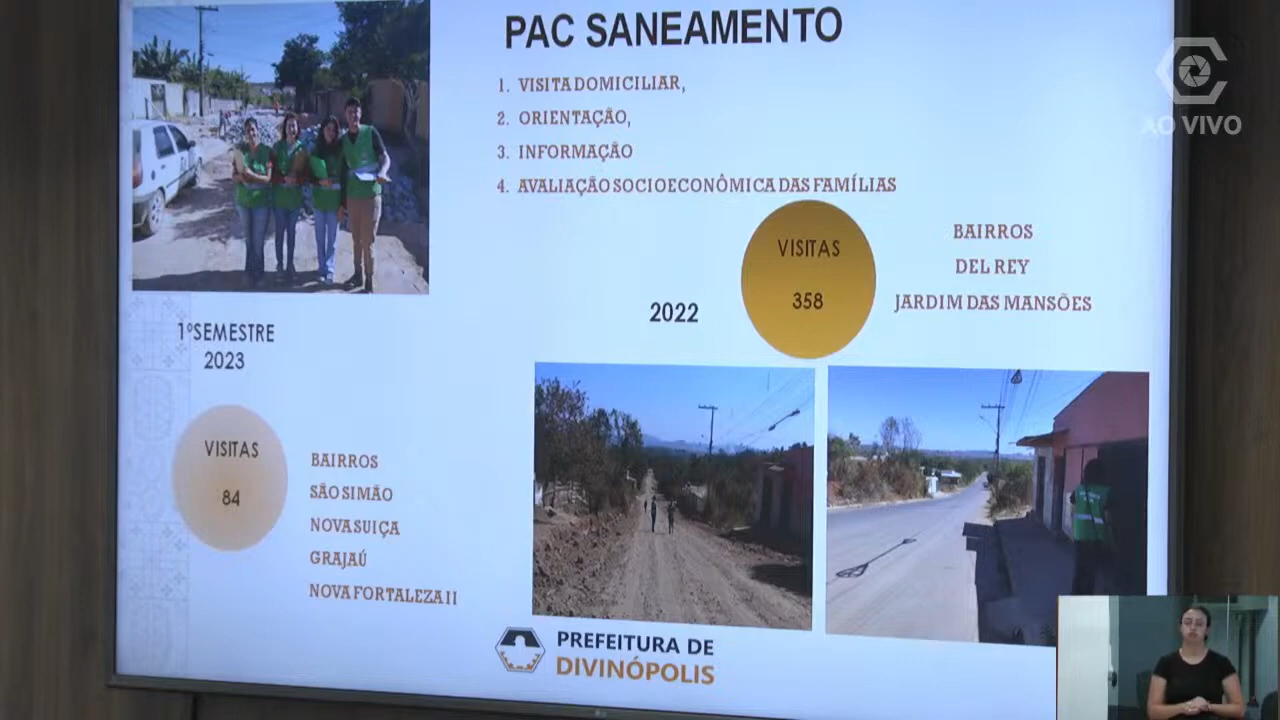 PAC SANEAMENTO
1. VISITA DOMICILIAR,
2. ORIENTAÇÃO,
3. INFORMAÇÃO
4. AVALIAÇÃO SOCIOECONÔMICA DAS FAMÍLIAS
AO VIVO
2022
VISITAS
358
BAIRROS
DEL REY
JARDIM DAS MANSÕES
1ºSEMESTRE
2023
VISITAS
84
BAIRROS
SÃO SIMÃO
NOVA SUIÇA
GRAJAÚ
NOVA FORTALEZA II
PREFEITURA DE
DIVINÓPOLIS
LG